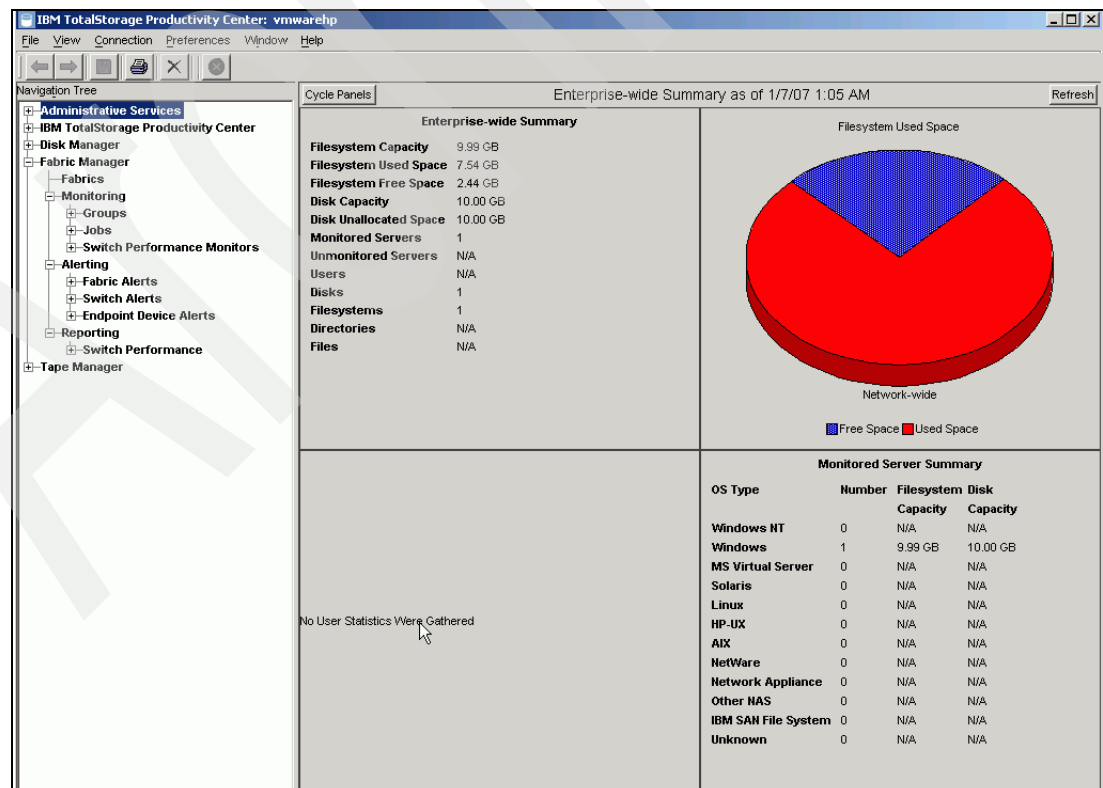 IBM TotalStorage Productivity Center: vmwarehp
File View Connection Preferences Window Help
Navigation Tree
Administrative Services
IBM TotalStorage Productivity Center
Disk Manager
Fabric Manager
Fabrics
Monitoring
Groups
Jobs
Switch Performance Monitors
Alerting
Fabric Alerts
Switch Alerts
Endpoint Device Alerts
Reporting
Switch Performance
Tape Manager
Cycle Panels Enterprise-wide Summary as of 1/7/07 1:05 AM Refresh
Enterprise-wide Summary
Filesystem Capacity 9.99 GB
Filesystem Used Space 7.54 GB
Filesystem Free Space 2.44 GB
Disk Capacity 10.00 GB
Disk Unallocated Space 10.00 GB
Monitored Servers 1
Unmonitored Servers N/A
Users N/A
Disks 1
Filesystems 1
Directories N/A
Files N/A
Filesystem Used Space
Network-wide
Free Space Used Space
No User Statistics Were Gathered
Monitored Server Summary
OS Type Number Filesystem Disk
Capacity Capacity
Windows NT 0 N/A N/A
Windows 1 9.99 GB 10.00 GB
MS Virtual Server 0 N/A N/A
Solaris 0 N/A N/A
Linux 0 N/A N/A
HP-UX 0 N/A N/A
AIX 0 N/A N/A
NetWare 0 N/A N/A
Network Appliance 0 N/A N/A
Other NAS 0 N/A N/A
IBM SAN File System 0 N/A N/A
Unknown 0 N/A N/A